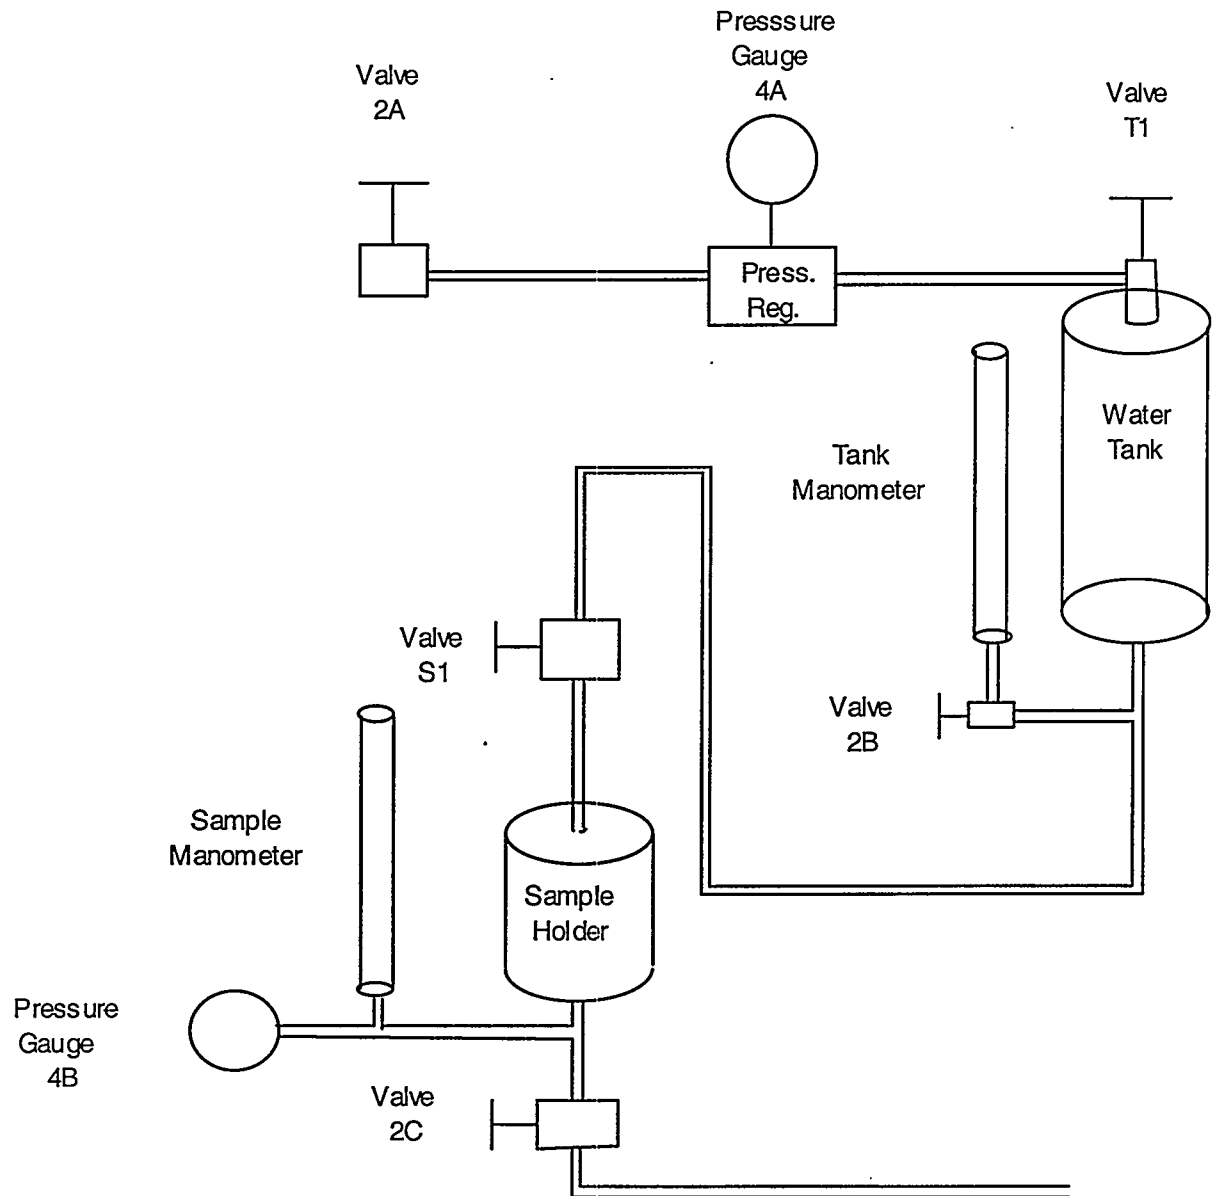 Presssure
Gauge
4A
Valve
2A
Valve
T1
Press.
Reg.
Water
Tank
Tank
Manometer
Valve
S1
Valve
2B
Sample
Manometer
Sample
Holder
Pressure
Gauge
4B
Valve
2C